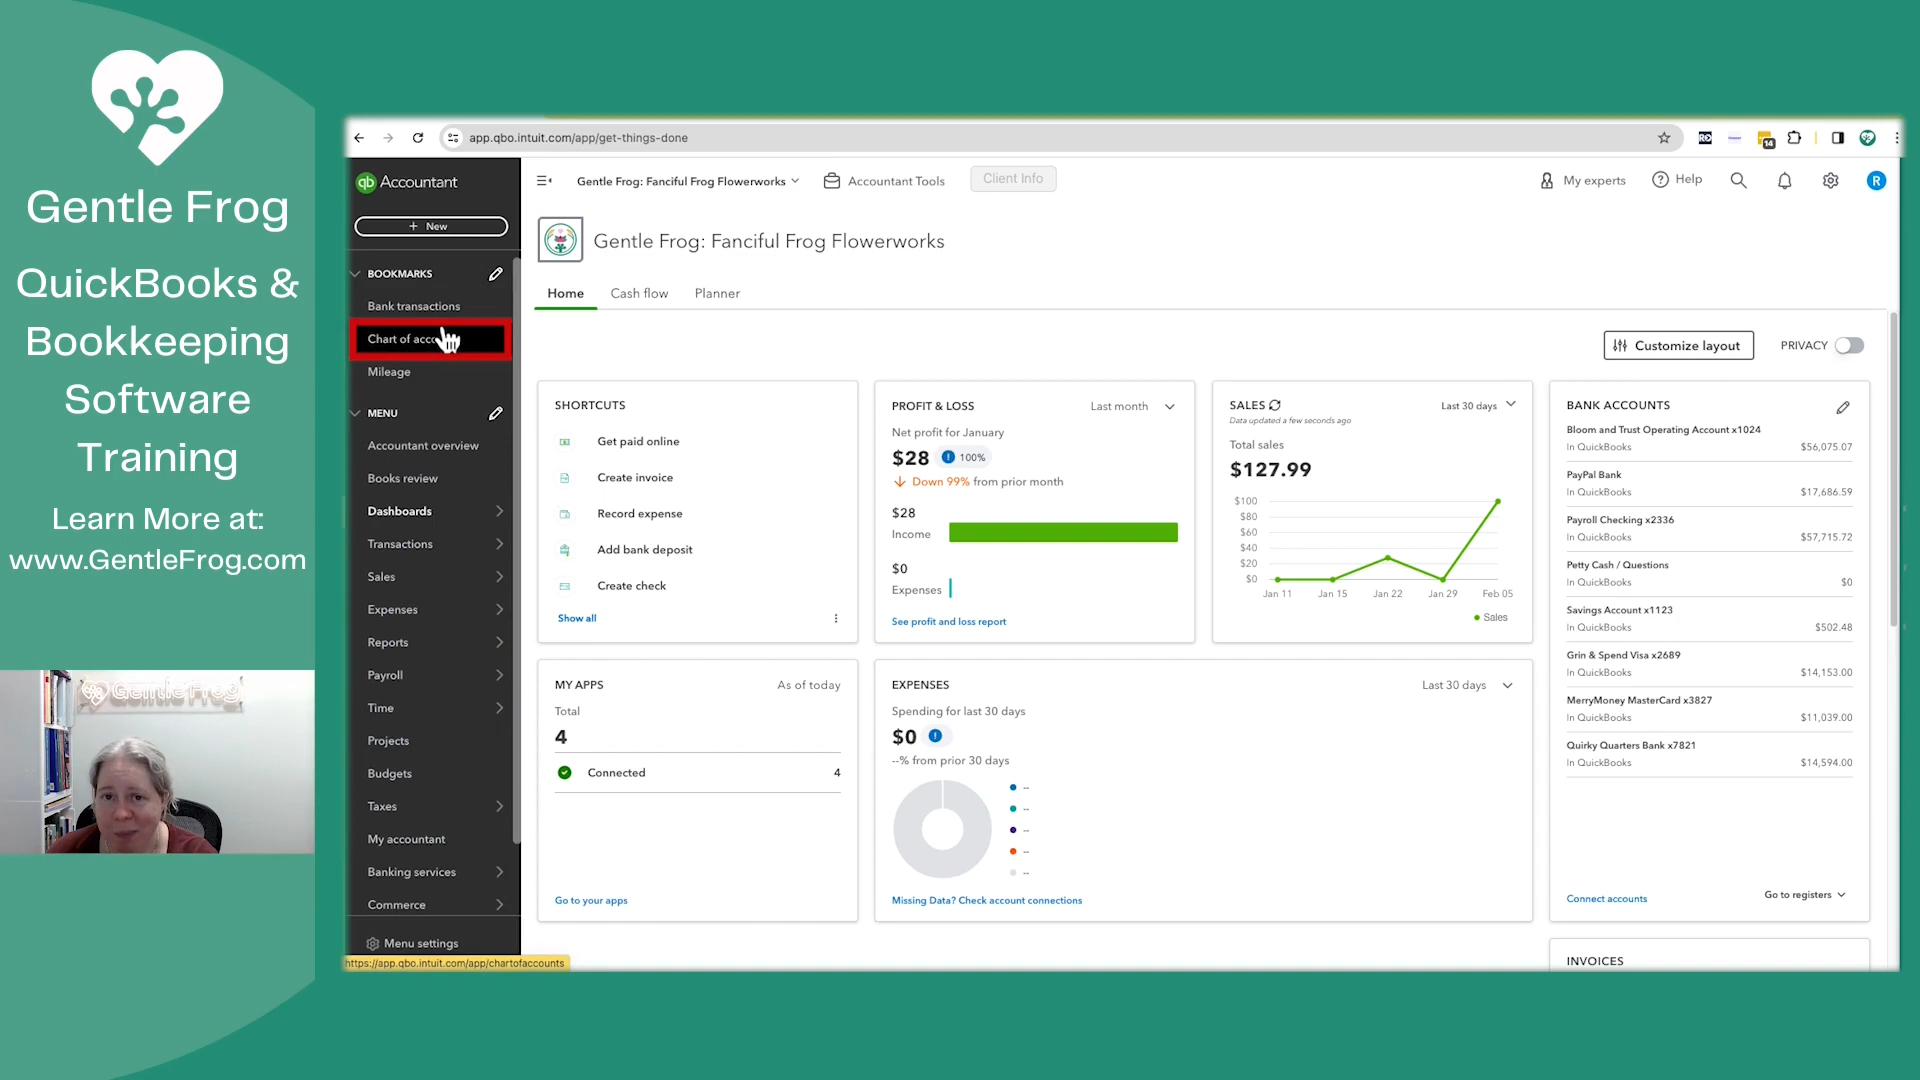 Gentle Frog
QuickBooks &
Bookkeeping
Software
Training
Learn More at:
www.GentleFrog.com
Gentle Frog
app.qbo.intuit.com/app/get-things-done
14
qb Accountant
+ New
BOOKMARKS
Bank transactions
Chart of
Mileage
MENU
Accountant overview
Books review
Dashboards
Transactions
Sales
Expenses
Reports
Payroll
Time
Projects
Budgets
Taxes
My accountant
Banking services
Commerce
Menu settings
https://app.qbo.intuit.com/app/chartofaccounts
Gentle Frog: Fanciful Frog Flowerworks
Accountant Tools
Client Info
My experts
Help
R
Gentle Frog: Fanciful Frog Flowerworks
Home Cash flow Planner
Customize layout
PRIVACY
SHORTCUTS
Get paid online
Create invoice
Record expense
Add bank deposit
Create check
Show all
PROFIT & LOSS Last month
Net profit for January
$28 100%
Down 99% from prior month
$28
Income
$0
Expenses
See profit and loss report
SALES Last 30 days
Data updated a few seconds ago
Total sales
$127.99
$100
$80
$60
$40
$20
$0
Jan 11 Jan 15 Jan 22 Jan 29 Feb 05
Sales
BANK ACCOUNTS
Bloom and Trust Operating Account x1024
In QuickBooks $56,075.07
PayPal Bank
In QuickBooks $17,686.59
Payroll Checking x2336
In QuickBooks $57,715.72
Petty Cash / Questions
In QuickBooks $0
Savings Account x1123
In QuickBooks $502.48
Grin & Spend Visa x2689
In QuickBooks $14,153.00
MerryMoney MasterCard x3827
In QuickBooks $11,039.00
Quirky Quarters Bank x7821
In QuickBooks $14,594.00
Connect accounts
Go to registers
MY APPS As of today
Total
4
Connected 4
Go to your apps
EXPENSES Last 30 days
Spending for last 30 days
$0
--% from prior 30 days
--
--
--
--
--
Missing Data? Check account connections
INVOICES